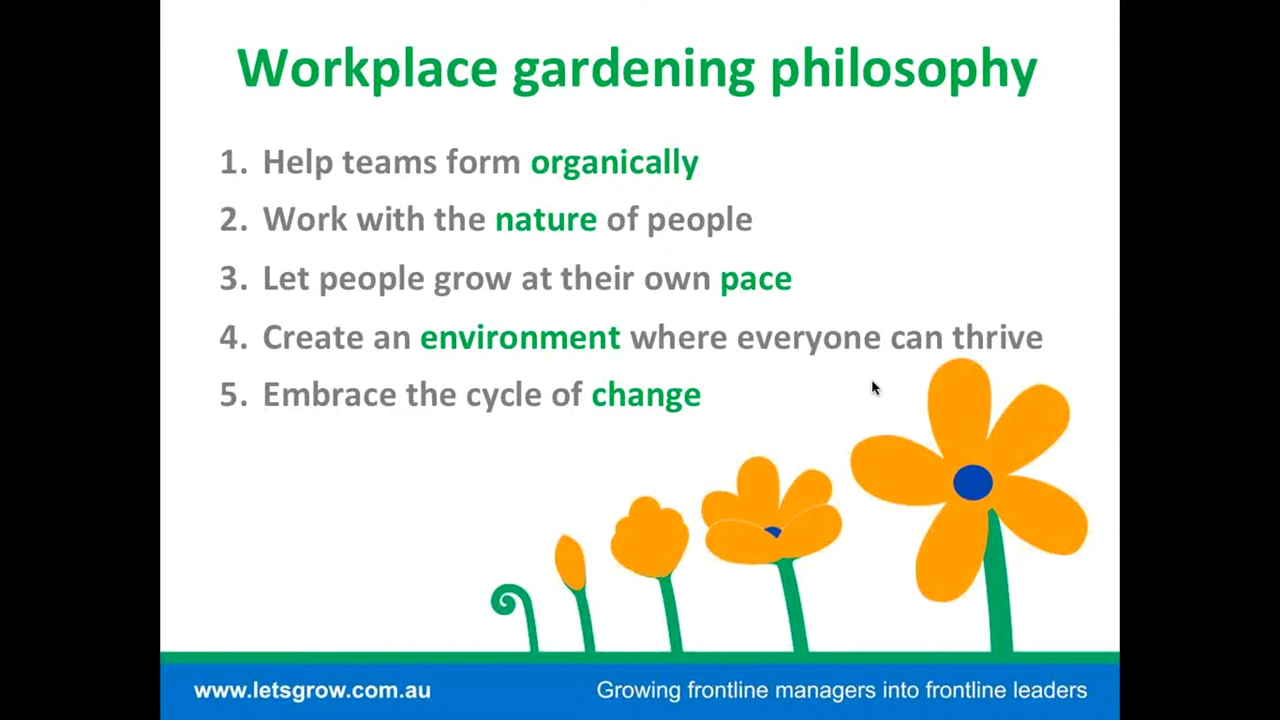 Workplace gardening philosophy
1. Help teams form organically
2. Work with the nature of people
3. Let people grow at their own pace
4. Create an environment where everyone can thrive
5. Embrace the cycle of change
www.letsgrow.com.au
Growing frontline managers into frontline leaders